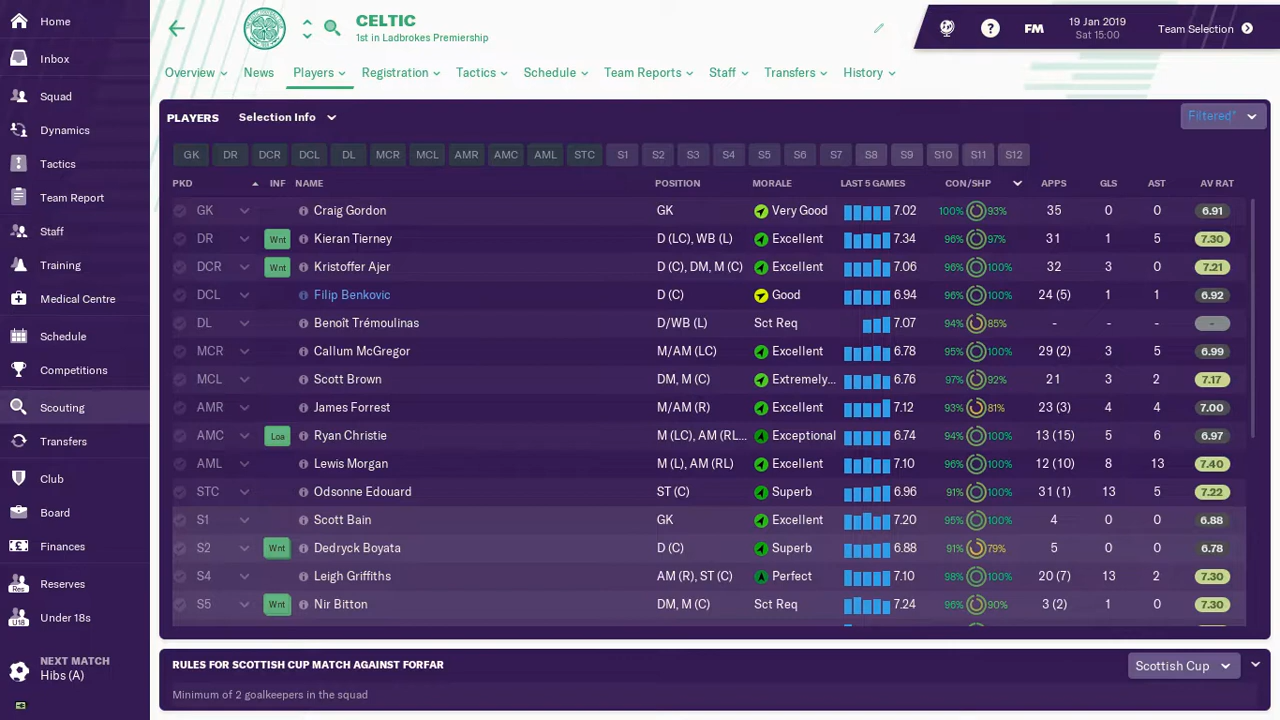 Home
Inbox
Squad
Dynamics
Tactics
Team Report
Staff
Training
Medical Centre
Schedule
Competitions
Scouting
Transfers
Club
Board
Finances
Res
Reserves
U18
Under 18s
NEXT MATCH
Hibs (A)
CELTIC
1st in Ladbrokes Premiership
? FM 19 Jan 2019 Team Selection
Sat 15:00
Overview News Players Registration Tactics Schedule Team Reports Staff Transfers History
PLAYERS Selection Info Filtered*
GK DR DCR DCL DL MCR MCL AMR AMC AML STC S1 S2 S3 S4 S5 S6 S7 S8 S9 S10 S11 S12
PKD INF NAME POSITION MORALE LAST 5 GAMES CON/SHP APPS GLS AST AV RAT
GK Craig Gordon GK Very Good 7.02 100% 93% 35 0 0 6.91
DR Wnt Kieran Tierney D (LC), WB (L) Excellent 7.34 96% 97% 31 1 5 7.30
DCR Wnt Kristoffer Ajer D (C), DM, M (C) Excellent 7.06 96% 100% 32 3 0 7.21
DCL Filip Benkovic D (C) Good 6.94 96% 100% 24 (5) 1 1 6.92
DL Benoît Trémoulinas D/WB (L) Sct Req 7.07 94% 85% - - - -
MCR Callum McGregor M/AM (LC) Excellent 6.78 95% 100% 29 (2) 3 5 6.99
MCL Scott Brown DM, M (C) Extremely... 6.76 97% 92% 21 3 2 7.17
AMR James Forrest M/AM (R) Excellent 7.12 93% 81% 23 (3) 4 4 7.00
AMC Loa Ryan Christie M (LC), AM (RL... Exceptional 6.74 94% 100% 13 (15) 5 6 6.97
AML Lewis Morgan M (L), AM (RL) Excellent 7.10 96% 100% 12 (10) 8 13 7.40
STC Odsonne Edouard ST (C) Superb 6.96 91% 100% 31 (1) 13 5 7.22
S1 Scott Bain GK Excellent 7.20 95% 100% 4 0 0 6.88
S2 Wnt Dedryck Boyata D (C) Superb 6.88 91% 79% 5 0 0 6.78
S4 Leigh Griffiths AM (R), ST (C) Perfect 7.10 98% 100% 20 (7) 13 2 7.30
S5 Wnt Nir Bitton DM, M (C) Sct Req 7.24 96% 90% 3 (2) 1 0 7.30
RULES FOR SCOTTISH CUP MATCH AGAINST FORFAR Scottish Cup
Minimum of 2 goalkeepers in the squad